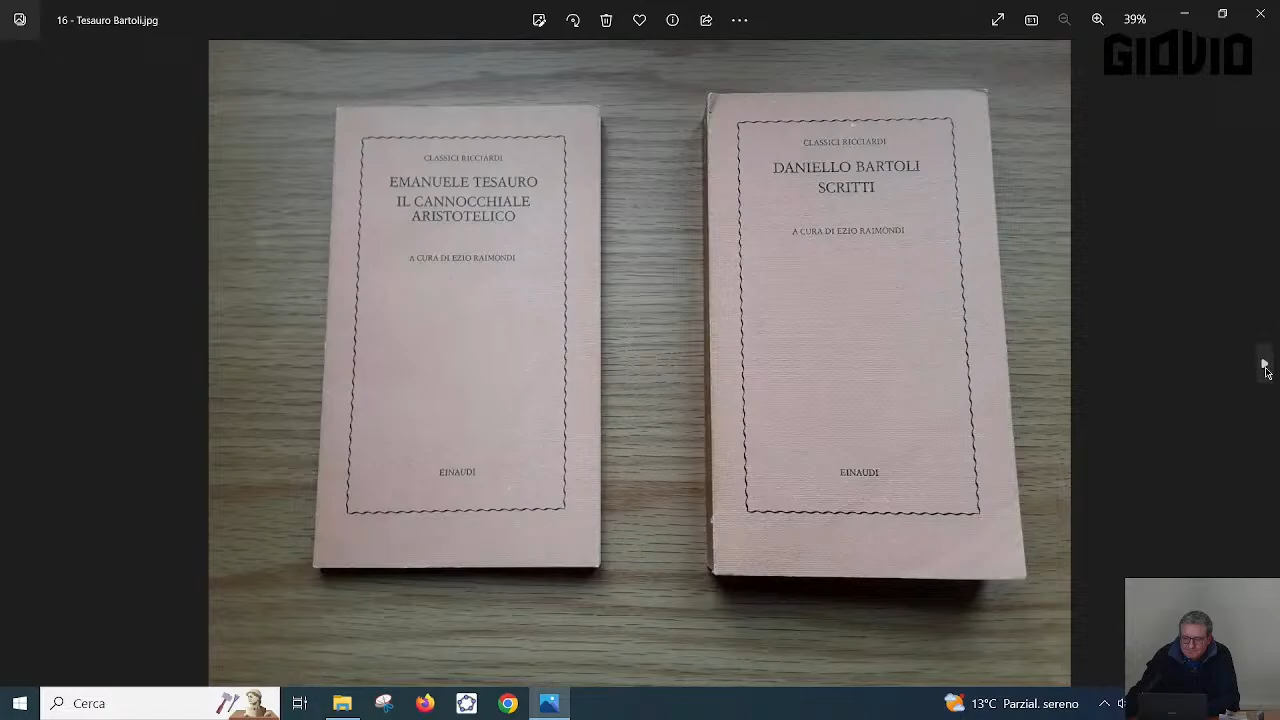 16 - Tesauro Bartoli.jpg
39%
GIOVIO
CLASSICI RICCIARDI
EMANUELE TESAURO
IL CANNOCCHIALE
ARISTOTELICO
A CURA DI EZIO RAIMONDI
EINAUDI
CLASSICI RICCIARDI
DANIELLO BARTOLI
SCRITTI
A CURA DI EZIO RAIMONDI
EINAUDI
Cerca
13°C Parzial. sereno